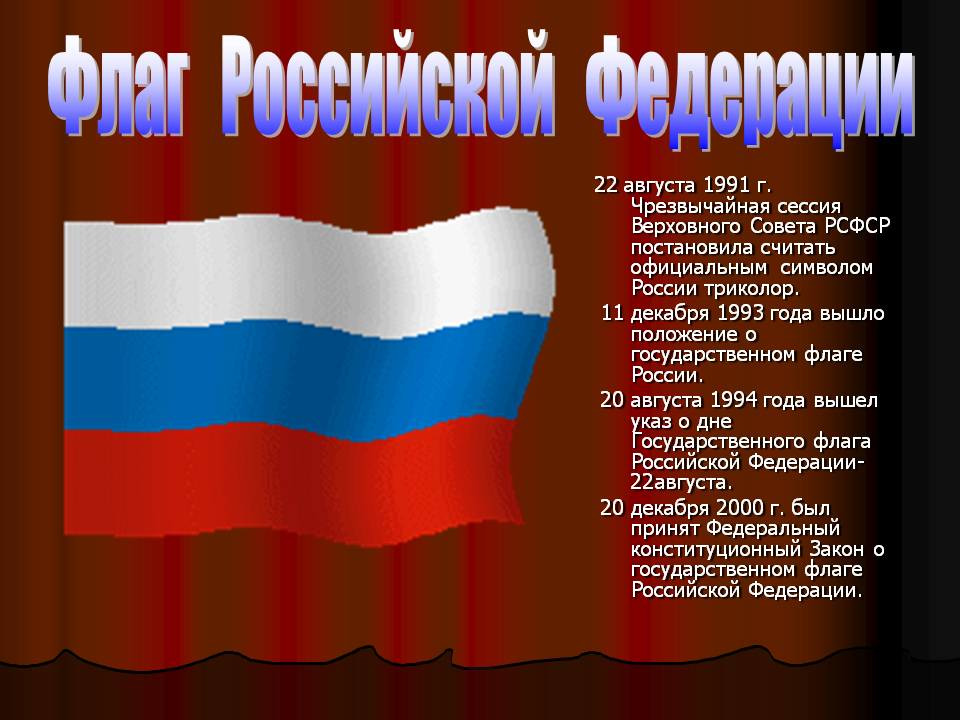 Флаг Российской Федерации
22 августа 1991 г.
Чрезвычайная сессия
Верховного Совета РСФСР
постановила считать
официальным символом
России триколор.
11 декабря 1993 года вышло
положение о
государственном флаге
России.
20 августа 1994 года вышел
указ о дне
Государственного флага
Российской Федерации-
22августа.
20 декабря 2000 г. был
принят Федеральный
конституционный Закон о
государственном флаге
Российской Федерации.